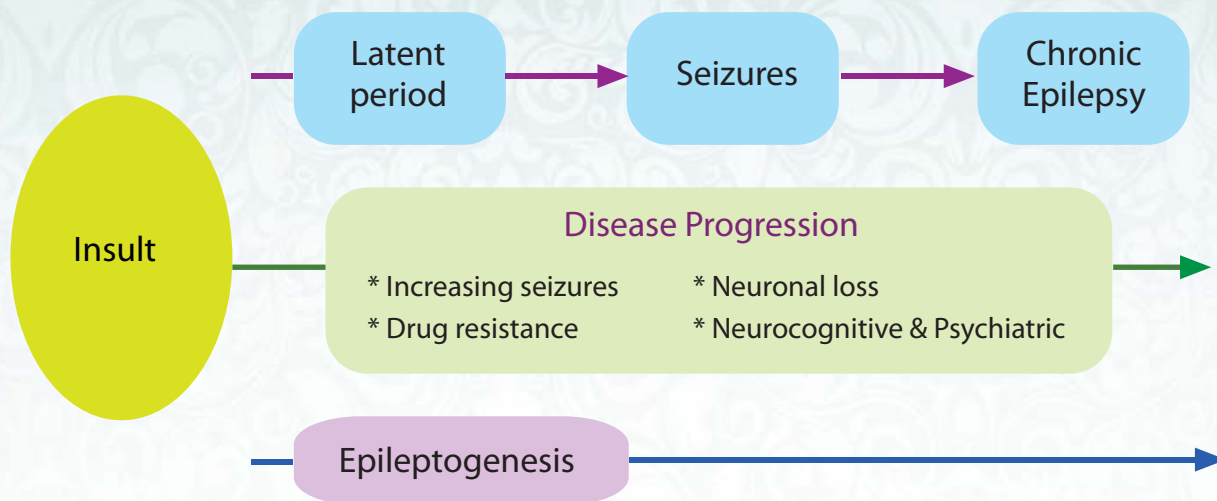 Latent
period
Seizures
Chronic
Epilepsy
Insult
Disease Progression
* Increasing seizures
* Neuronal loss
* Drug resistance
* Neurocognitive & Psychiatric
Epileptogenesis